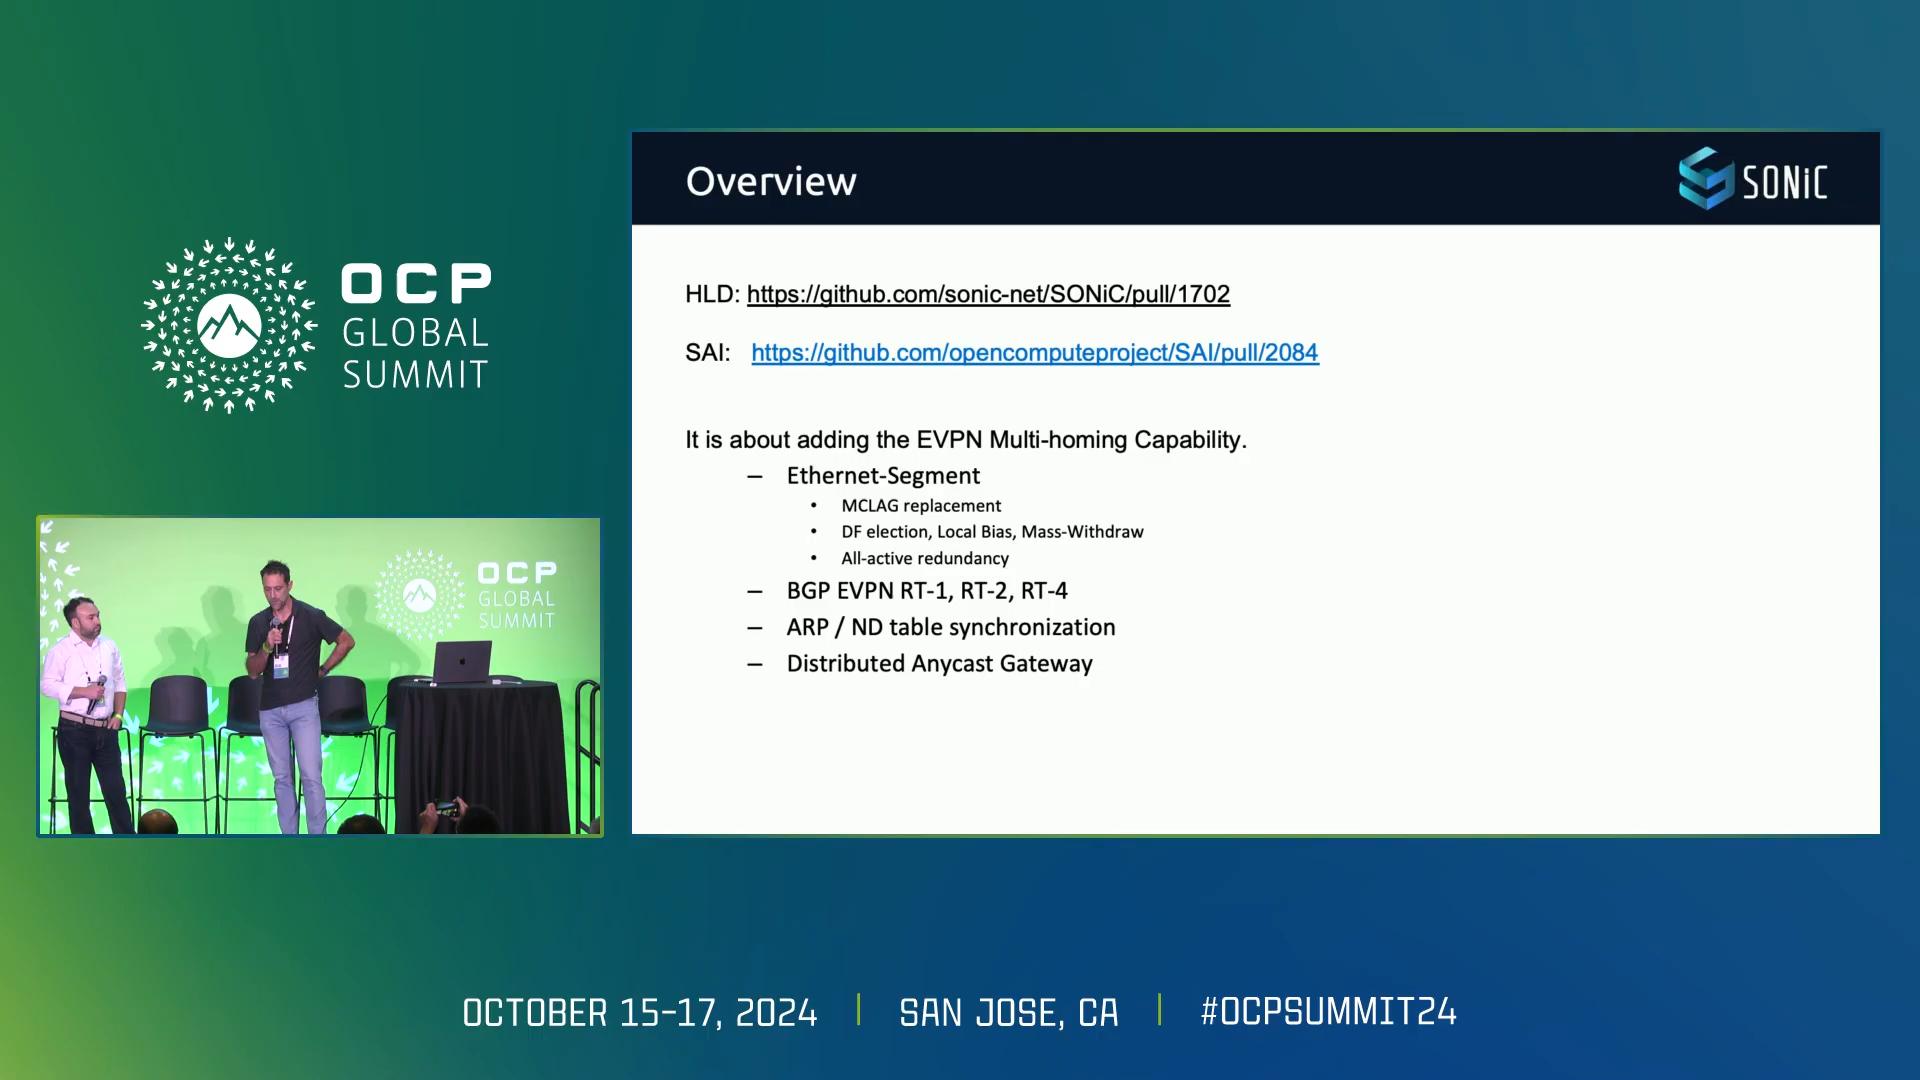 OCP
GLOBAL
SUMMIT
Overview
SONiC
HLD: https://github.com/sonic-net/SONiC/pull/1702
SAI: https://github.com/opencomputeproject/SAI/pull/2084
It is about adding the EVPN Multi-homing Capability.
– Ethernet-Segment
• MCLAG replacement
• DF election, Local Bias, Mass-Withdraw
• All-active redundancy
– BGP EVPN RT-1, RT-2, RT-4
– ARP / ND table synchronization
– Distributed Anycast Gateway
OCP
GLOBAL
SUMMIT
OCTOBER 15-17, 2024 | SAN JOSE, CA | #OCPSUMMIT24